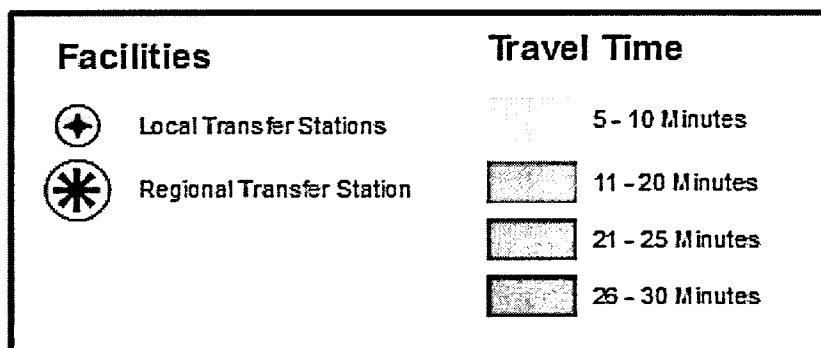 Facilities
Local Transfer Stations
Regional Transfer Station
Travel Time
5 - 10 Minutes
11 - 20 Minutes
21 - 25 Minutes
26 - 30 Minutes